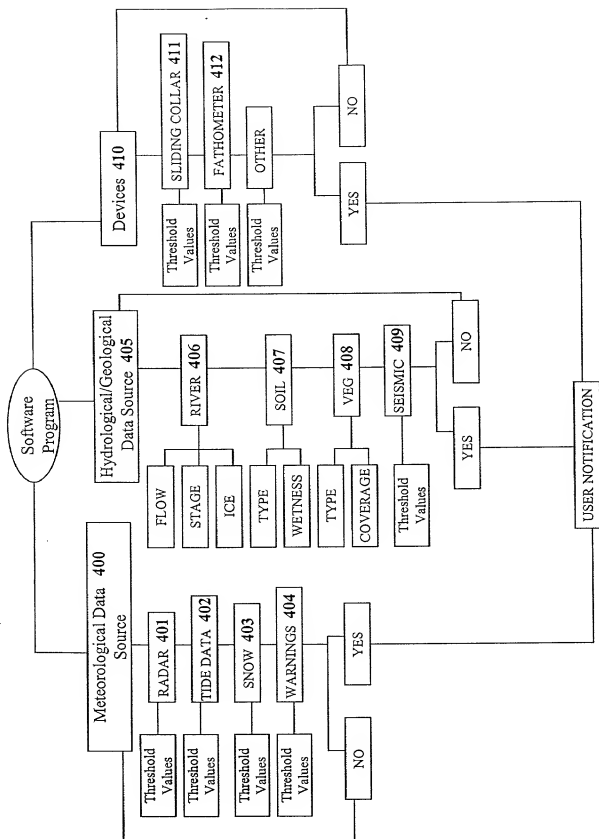 Software
Program
Meteorological Data 400
Source
RADAR 401
Threshold
Values
TIDE DATA 402
Threshold
Values
SNOW 403
Threshold
Values
WARNINGS 404
Threshold
Values
NO
YES
Hydrological/Geological
Data Source 405
RIVER 406
FLOW
STAGE
ICE
SOIL 407
TYPE
WETNESS
VEG 408
TYPE
COVERAGE
SEISMIC 409
Threshold
Values
YES
NO
Devices 410
SLIDING COLLAR 411
Threshold
Values
FATHOMETER 412
Threshold
Values
OTHER
Threshold
Values
YES
NO
USER NOTIFICATION